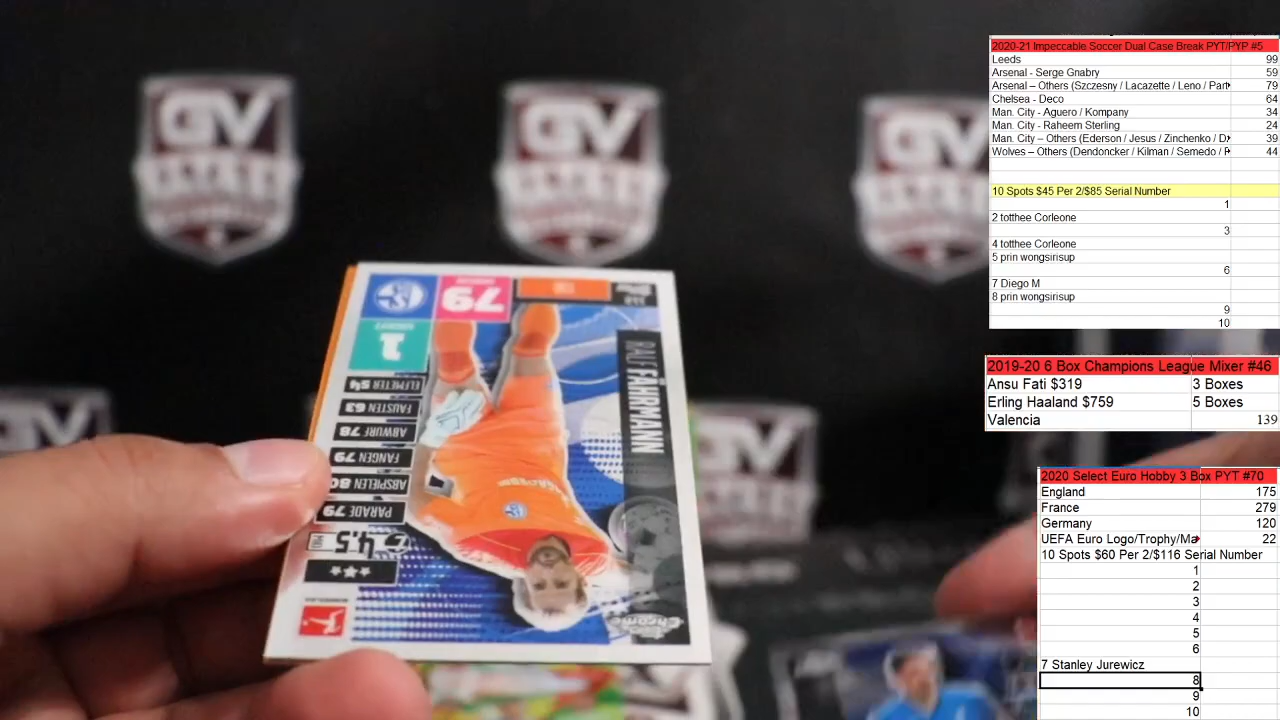 GV
GV
GV
79
1
RALF FÄHRMANN
ELFMETER 54
FAUSTEN 63
ABWURF 78
FANGEN 79
ABSPIELEN 80
PARADE 79
4.5
Topps Chrome
2020-21 Impeccable Soccer Dual Case Break PYT/PYP #5
Leeds 99
Arsenal - Serge Gnabry 59
Arsenal – Others (Szczesny / Lacazette / Leno / Part 79
Chelsea - Deco 64
Man. City - Aguero / Kompany 34
Man. City - Raheem Sterling 24
Man. City – Others (Ederson / Jesus / Zinchenko / D 39
Wolves – Others (Dendoncker / Kilman / Semedo / 44
10 Spots $45 Per 2/$85 Serial Number
1
2 totthee Corleone
3
4 totthee Corleone
5 prin wongsirisup
6
7 Diego M
8 prin wongsirisup
9
10
2019-20 6 Box Champions League Mixer #46
Ansu Fati $319 3 Boxes
Erling Haaland $759 5 Boxes
Valencia 139
2020 Select Euro Hobby 3 Box PYT #70
England 175
France 279
Germany 120
UEFA Euro Logo/Trophy/Ma 22
10 Spots $60 Per 2/$116 Serial Number
1
2
3
4
5
6
7 Stanley Jurewicz
8
9
10